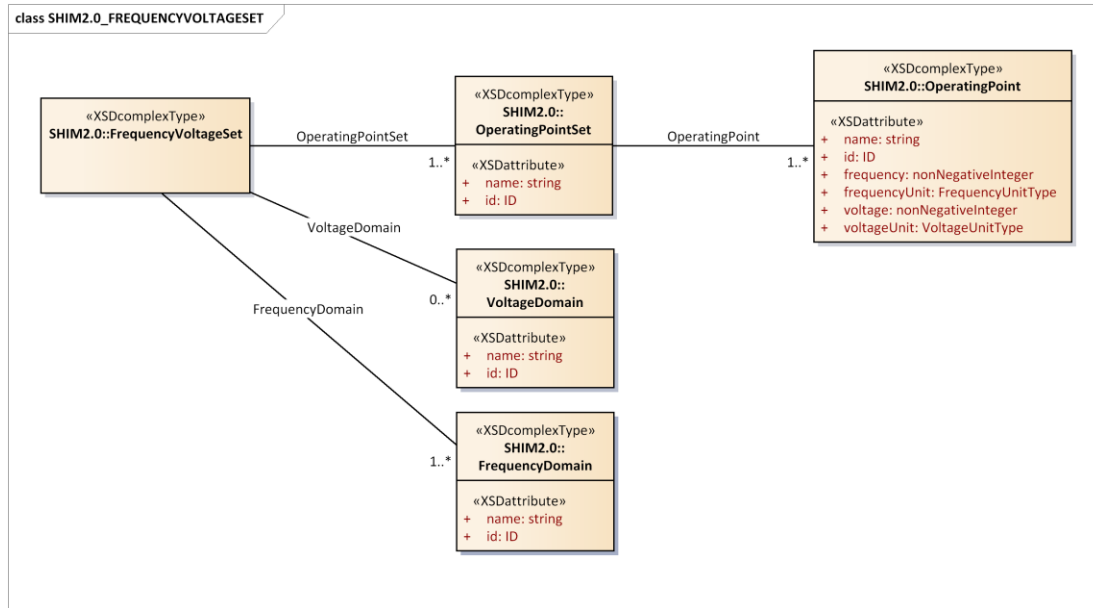 class SHIM2.0_FREQUENCYVOLTAGESET
«XSDcomplexType»
SHIM2.0::FrequencyVoltageSet
OperatingPointSet
1..*
«XSDcomplexType»
SHIM2.0::
OperatingPointSet
«XSDattribute»
+ name: string
+ id: ID
OperatingPoint
1..*
«XSDcomplexType»
SHIM2.0::OperatingPoint
«XSDAttribute»
+ name: string
+ id: ID
+ frequency: nonNegativeInteger
+ frequencyUnit: FrequencyUnitType
+ voltage: nonNegativeInteger
+ voltageUnit: VoltageUnitType
VoltageDomain
0..*
«XSDcomplexType»
SHIM2.0::
VoltageDomain
«XSDattribute»
+ name: string
+ id: ID
FrequencyDomain
1..*
«XSDcomplexType»
SHIM2.0::
FrequencyDomain
«XSDattribute»
+ name: string
+ id: ID